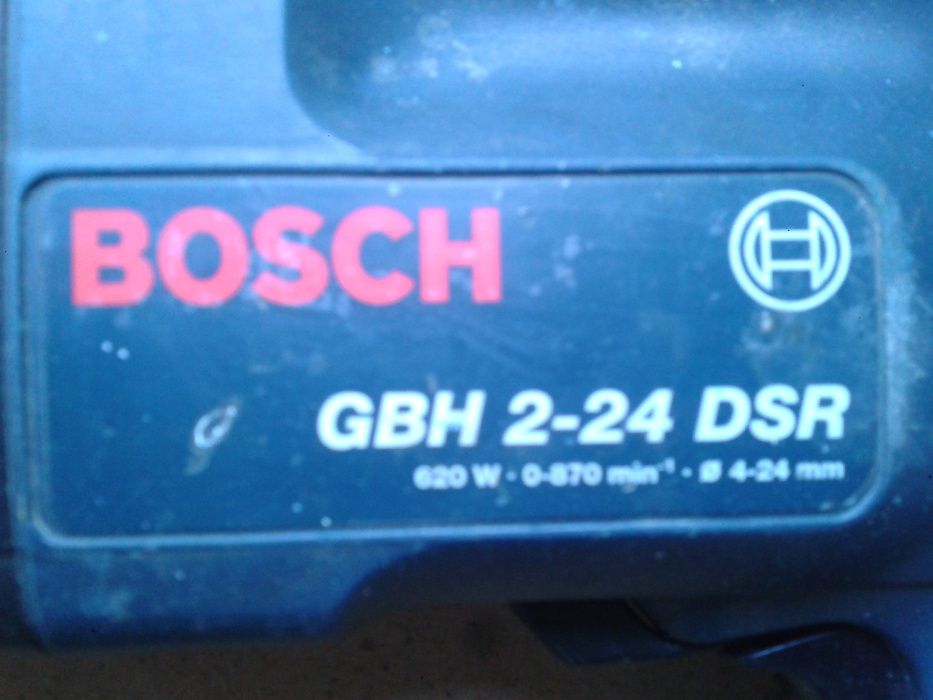 BOSCH
GBH 2-24 DSR
620 W · 0-870 min⁻¹ · Ø 4-24 mm